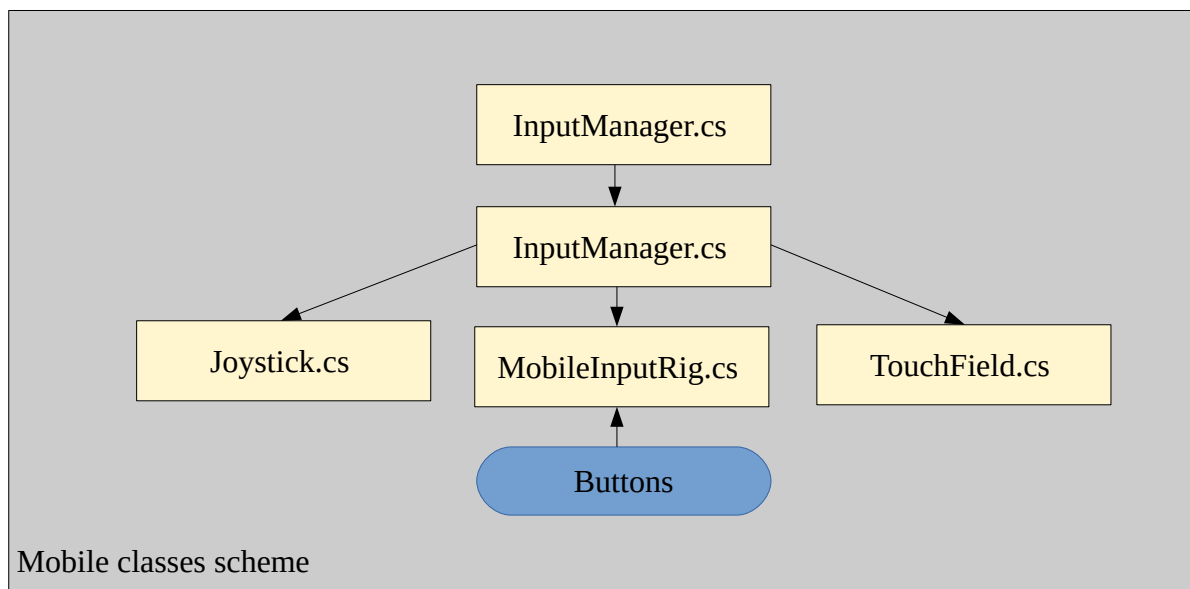 InputManager.cs
InputManager.cs
Joystick.cs
MobileInputRig.cs
TouchField.cs
Buttons
Mobile classes scheme